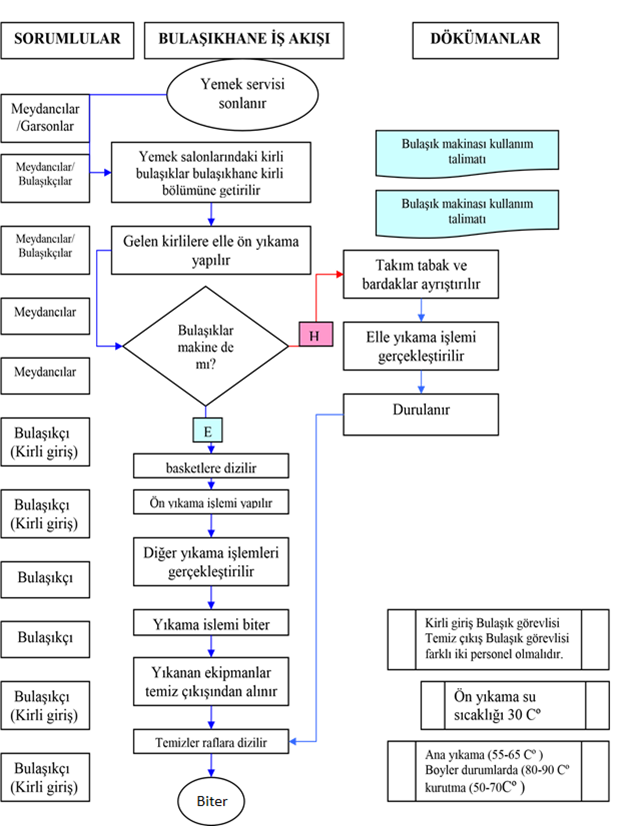 SORUMLULAR
BULAŞIKHANE İŞ AKIŞI
DÖKÜMANLAR
Yemek servisi
sonlanır
Meydancılar
/Garsonlar
Bulaşık makinası kullanım
talimatı
Meydancılar/
Bulaşıkçılar
Yemek salonlarındaki kirli
bulaşıklar bulaşıkhane kirli
bölümüne getirilir
Bulaşık makinası kullanım
talimatı
Meydancılar/
Bulaşıkçılar
Gelen kirlilere elle ön yıkama
yapılır
Takım tabak ve
bardaklar ayrıştırılır
Meydancılar
Bulaşıklar
makine de
mı?
H
Elle yıkama işlemi
gerçekleştirilir
Meydancılar
Durulanır
Bulaşıkçı
(Kirli giriş)
E
basketlere dizilir
Bulaşıkçı
(Kirli giriş)
Ön yıkama işlemi yapılır
Diğer yıkama işlemleri
gerçekleştirilir
Bulaşıkçı
Yıkama islemi biter
Bulaşıkçı
Kirli giriş Bulaşık görevlisi
Temiz çıkış Bulaşık görevlisi
farklı iki personel olmalıdır.
Yıkanan ekipmanlar
temiz çıkışından alınır
Bulaşıkçı
(Kirli giriş)
Ön yıkama su
sıcaklığı 30 Cº
Temizler raflara dizilir
Bulaşıkçı
(Kirli giriş)
Ana yıkama (55-65 Cº )
Boyler durumlarda (80-90 Cº
kurutma (50-70Cº )
Biter